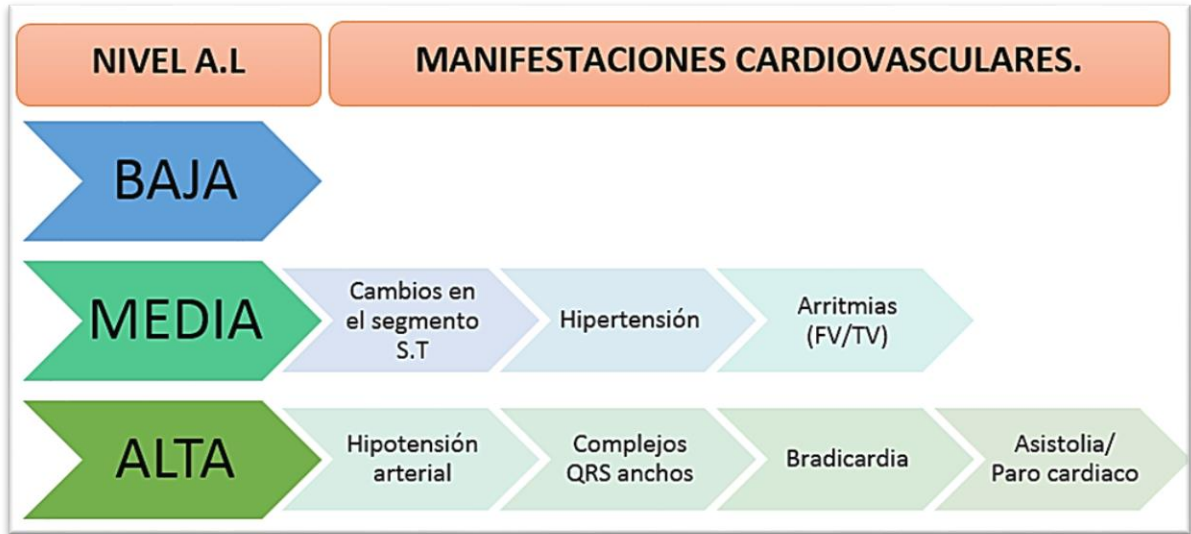 NIVEL A.L
MANIFESTACIONES CARDIOVASCULARES.
BAJA
MEDIA
Cambios en
el segmento
S.T
Hipertensión
Arritmias
(FV/TV)
ALTA
Hipotensión
arterial
Complejos
QRS anchos
Bradicardia
Asistolia/
Paro cardiaco